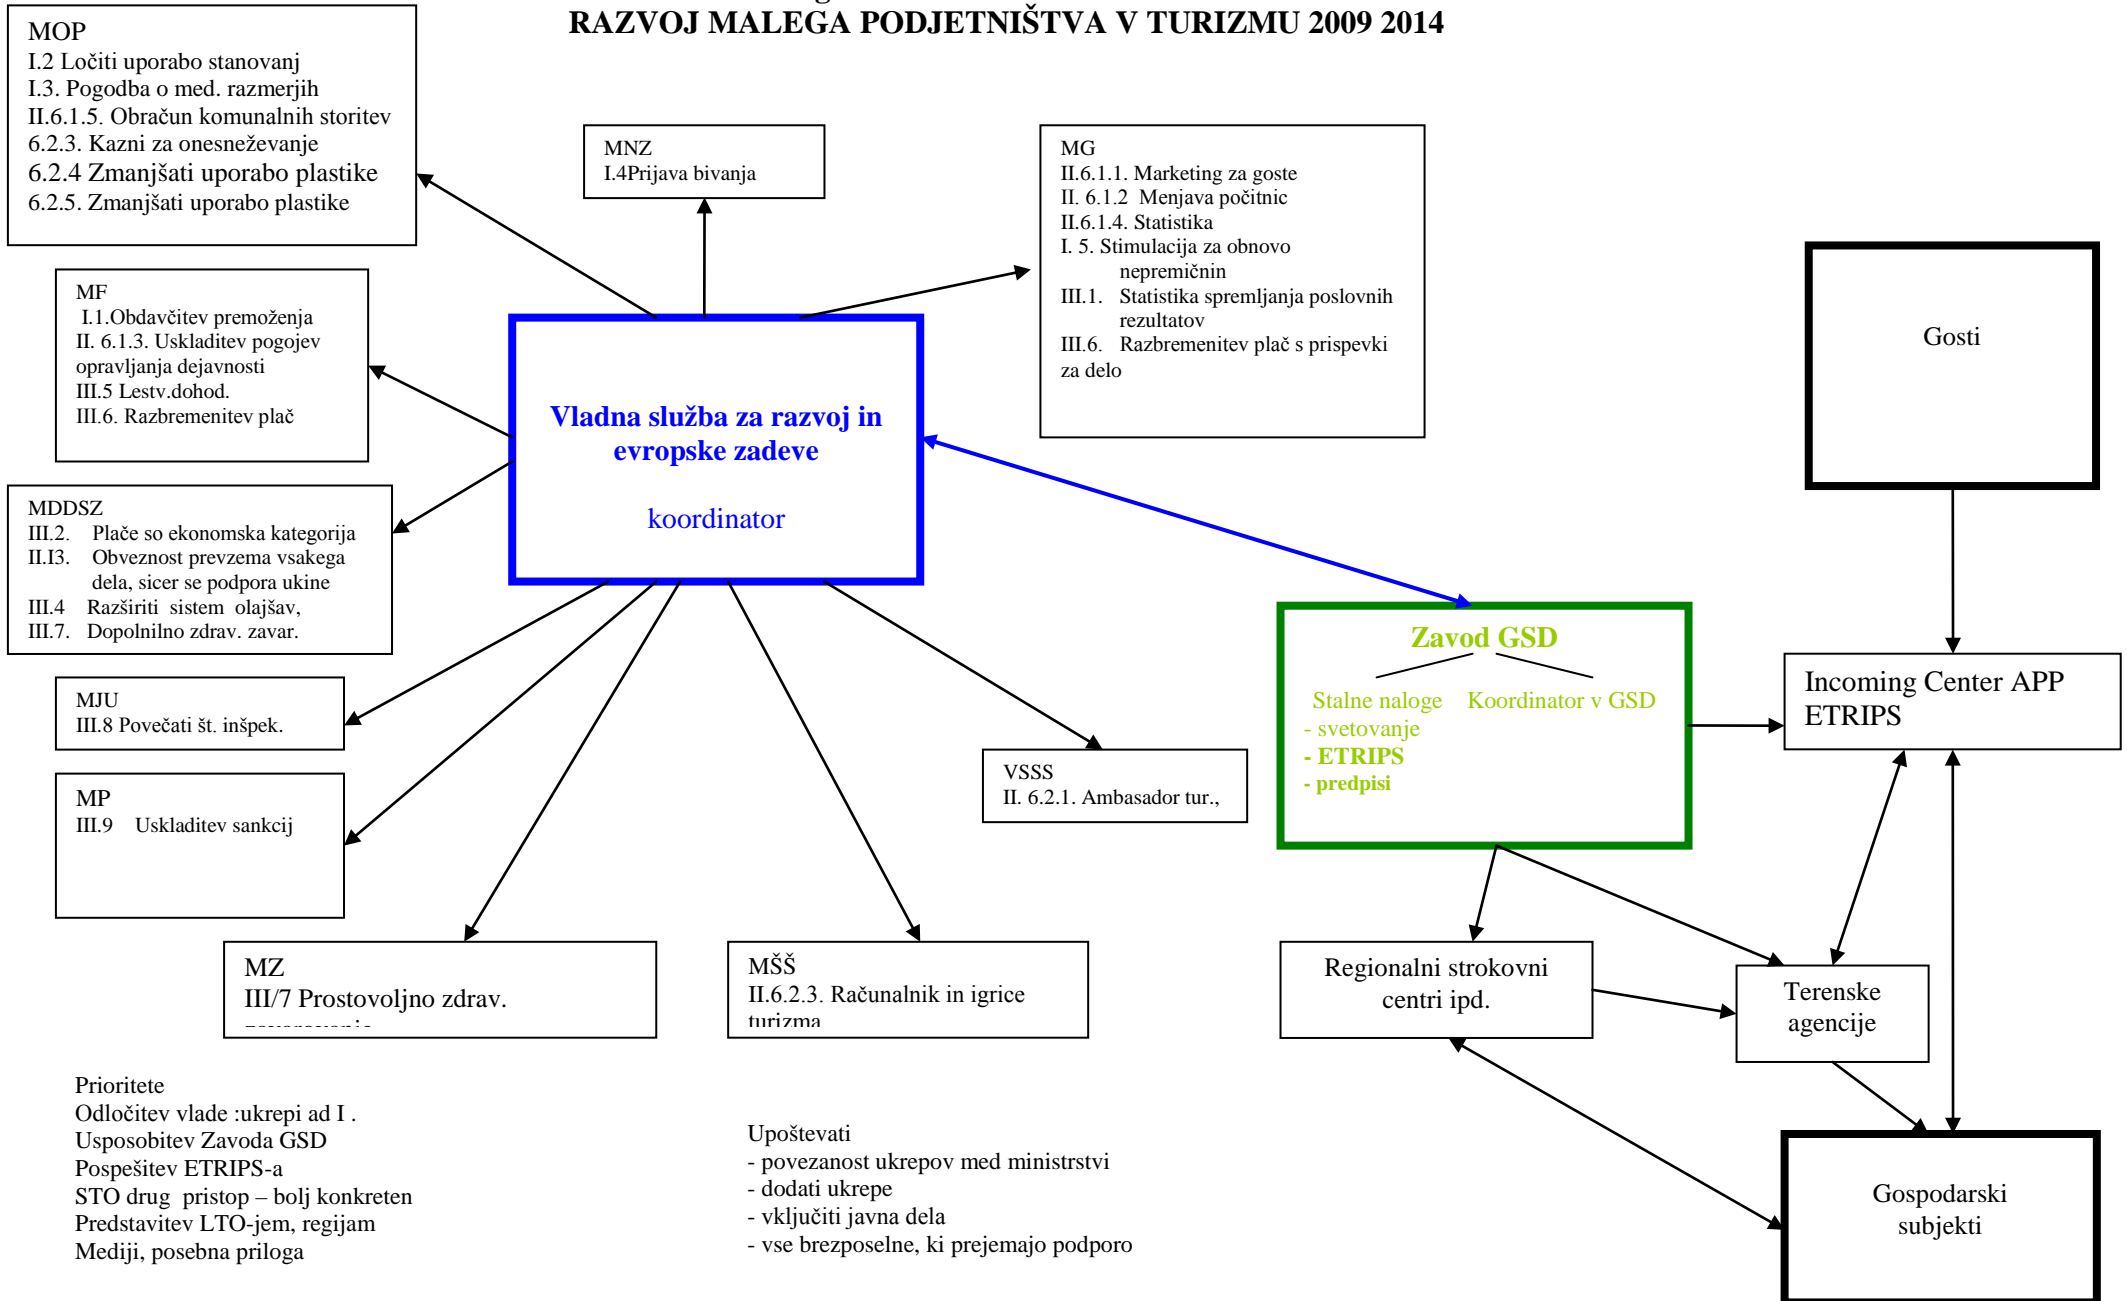 RAZVOJ MALEGA PODJETNIŠTVA V TURIZMU 2009 2014
MOP
I.2 Ločiti uporabo stanovanj
I.3. Pogodba o med. razmerjih
II.6.1.5. Obračun komunalnih storitev
6.2.3. Kazni za onesneževanje
6.2.4 Zmanjšati uporabo plastike
6.2.5. Zmanjšati uporabo plastike
MNZ
I.4Prijava bivanja
MG
II.6.1.1. Marketing za goste
II. 6.1.2 Menjava počitnic
II.6.1.4. Statistika
I. 5. Stimulacija za obnovo
nepremičnin
III.1. Statistika spremljanja poslovnih
rezultatov
III.6. Razbremenitev plač s prispevki
za delo
Gosti
MF
I.1.Obdavčitev premoženja
II. 6.1.3. Uskladitev pogojev
opravljanja dejavnosti
III.5 Lestv.dohod.
III.6. Razbremenitev plač
Vladna služba za razvoj in
evropske zadeve
koordinator
MDDSZ
III.2. Plače so ekonomska kategorija
II.I3. Obveznost prevzema vsakega
dela, sicer se podpora ukine
III.4 Razširiti sistem olajšav,
III.7. Dopolnilno zdrav. zavar.
Zavod GSD
Stalne naloge Koordinator v GSD
- svetovanje
- ETRIPS
- predpisi
Incoming Center APP
ETRIPS
MJU
III.8 Povečati št. inšpek.
VSSS
II. 6.2.1. Ambasador tur.,
MP
III.9 Uskladitev sankcij
MZ
III/7 Prostovoljno zdrav.
MŠŠ
II.6.2.3. Računalnik in igrice
turizma
Regionalni strokovni
centri ipd.
Terenske
agencije
Prioritete
Odločitev vlade :ukrepi ad I .
Usposobitev Zavoda GSD
Pospešitev ETRIPS-a
STO drug pristop – bolj konkreten
Predstavitev LTO-jem, regijam
Mediji, posebna priloga
Upoštevati
- povezanost ukrepov med ministrstvi
- dodati ukrepe
- vključiti javna dela
- vse brezposelne, ki prejemajo podporo
Gospodarski
subjekti